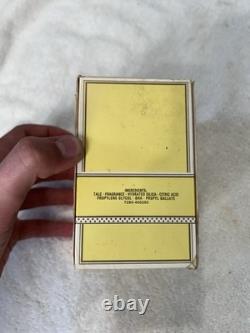 INGREDIENTS:
TALC · FRAGRANCE · HYDRATED SILICA · CITRIC ACID
PROPYLENE GLYCOL · BHA · PROPYL GALLATE